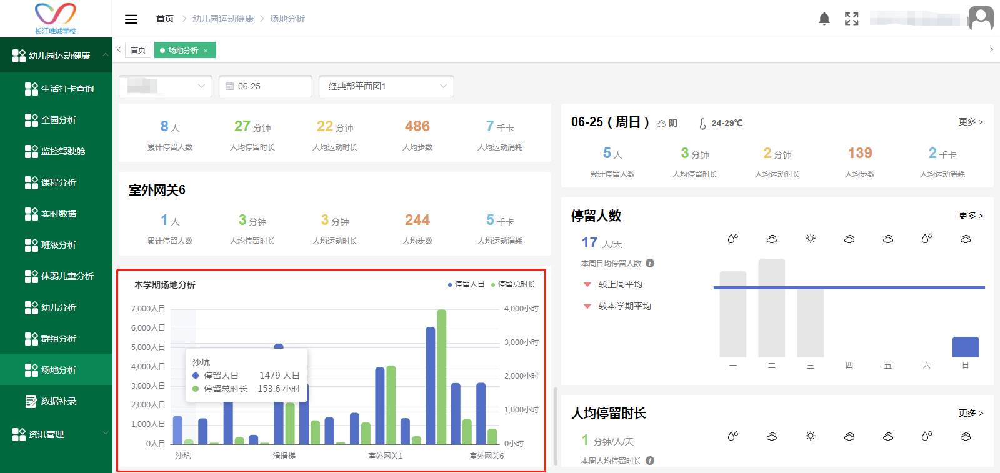 长江唯诚学校
首页
幼儿园运动健康
场地分析
幼儿园运动健康
首页
场地分析 ×
生活打卡查询
全园分析
监控驾驶舱
课程分析
实时数据
班级分析
体弱儿童分析
幼儿分析
群组分析
场地分析
数据补录
资讯管理
06-25
经典部平面图1
8 人
27 分钟
22 分钟
486
7 千卡
累计停留人数
人均停留时长
人均运动时长
人均步数
人均运动消耗
室外网关6
1 人
3 分钟
3 分钟
244
5 千卡
累计停留人数
人均停留时长
人均运动时长
人均步数
人均运动消耗
本学期场地分析
停留人日
停留总时长
7,000人日
6,000人日
5,000人日
4,000人日
3,000人日
2,000人日
1,000人日
0人日
4,000小时
3,000小时
2,000小时
1,000小时
0小时
沙坑
停留人日 1479 人日
停留总时长 153.6 小时
沙坑
滑滑梯
室外网关1
室外网关6
06-25（周日）
阴
24-29℃
更多 >
5 人
3 分钟
2 分钟
139
2 千卡
累计停留人数
人均停留时长
人均运动时长
人均步数
人均运动消耗
停留人数
更多 >
17 人/天
本周日均停留人数
较上周平均
较本学期平均
一
二
三
四
五
六
日
人均停留时长
更多 >
1 分钟/人/天
本周人均停留时长